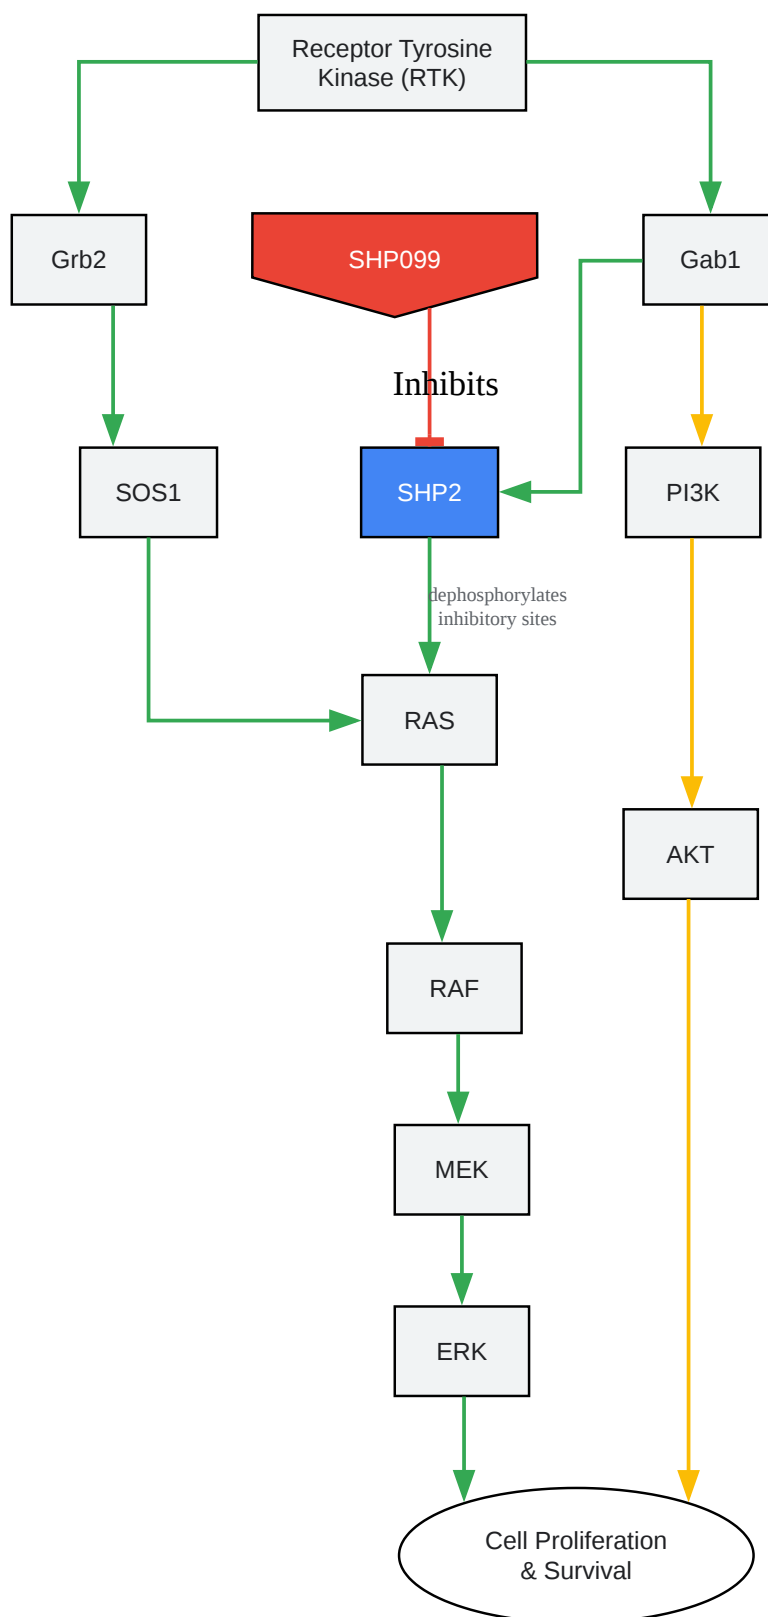 Receptor Tyrosine
Kinase (RTK)
Grb2
SHP099
Gab1
Inhibits
SOS1
SHP2
PI3K
dephosphorylates
inhibitory sites
RAS
AKT
RAF
MEK
ERK
Cell Proliferation
& Survival